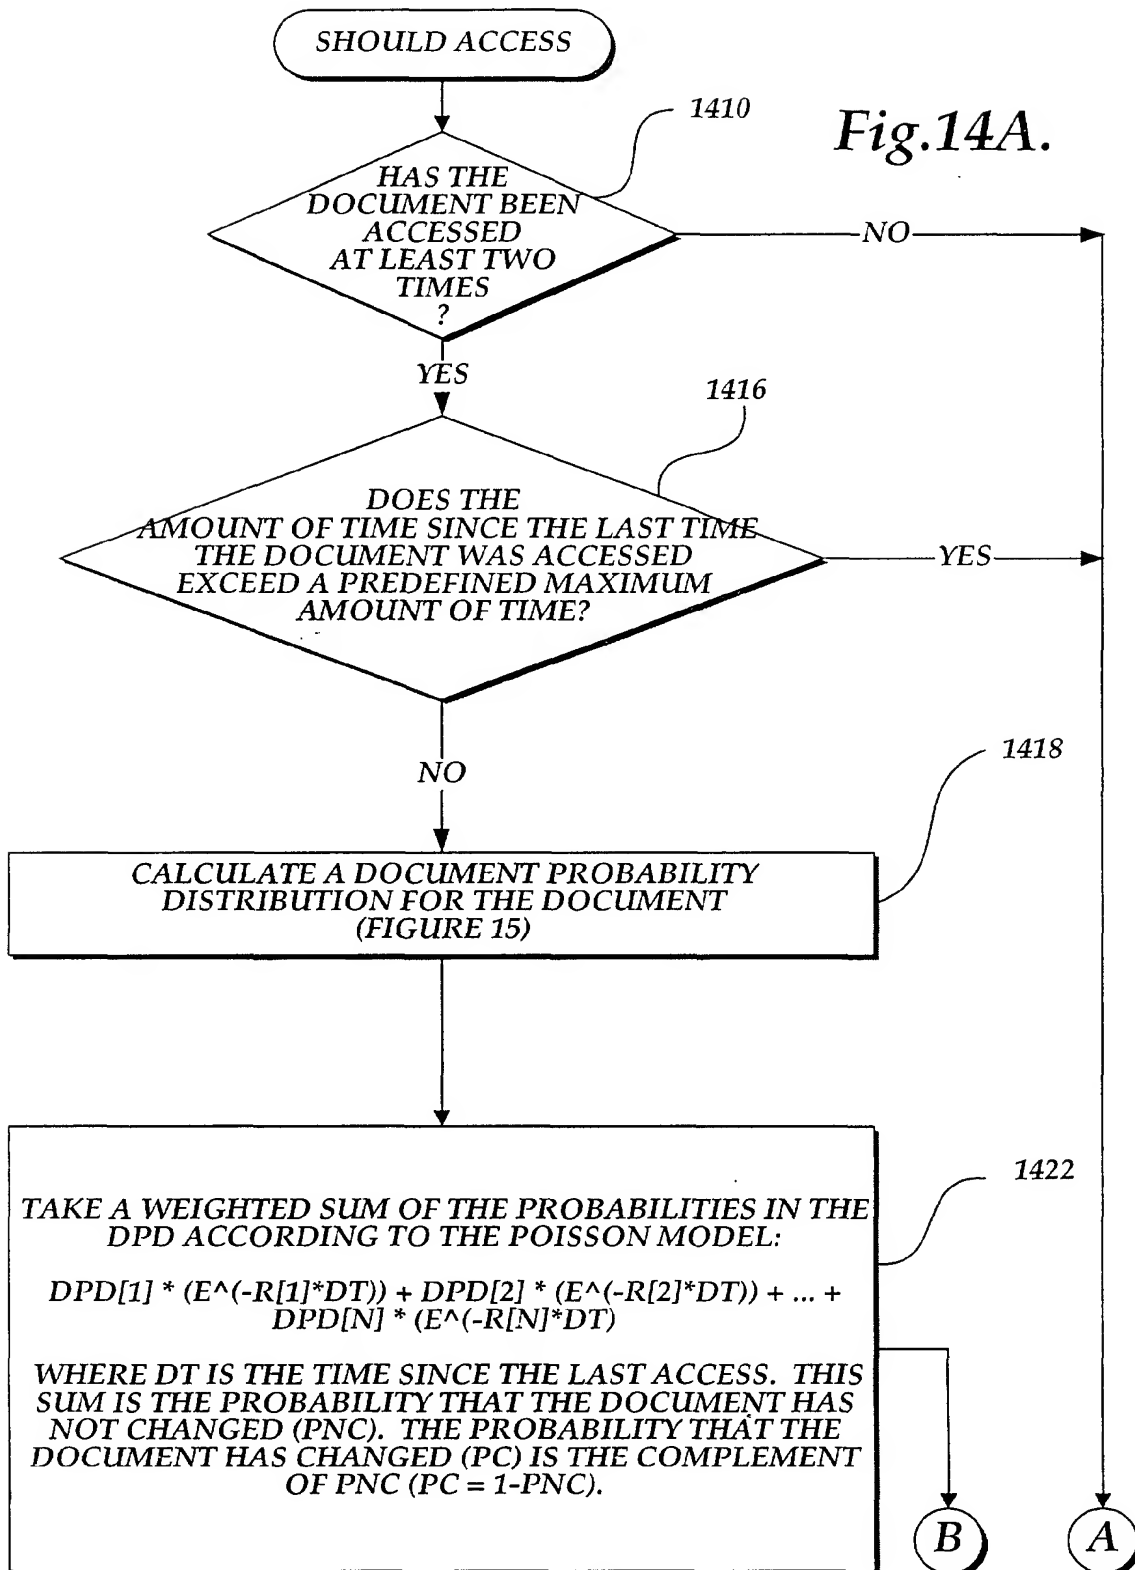 SHOULD ACCESS
1410
Fig.14A.
HAS THE
DOCUMENT BEEN
ACCESSED
AT LEAST TWO
TIMES
?
NO
YES
1416
DOES THE
AMOUNT OF TIME SINCE THE LAST TIME
THE DOCUMENT WAS ACCESSED
EXCEED A PREDEFINED MAXIMUM
AMOUNT OF TIME?
YES
NO
1418
CALCULATE A DOCUMENT PROBABILITY
DISTRIBUTION FOR THE DOCUMENT
(FIGURE 15)
1422
TAKE A WEIGHTED SUM OF THE PROBABILITIES IN THE
DPD ACCORDING TO THE POISSON MODEL:
DPD[1] * (E^(-R[1]*DT)) + DPD[2] * (E^(-R[2]*DT)) + ... +
DPD[N] * (E^(-R[N]*DT)
WHERE DT IS THE TIME SINCE THE LAST ACCESS. THIS
SUM IS THE PROBABILITY THAT THE DOCUMENT HAS
NOT CHANGED (PNC). THE PROBABILITY THAT THE
DOCUMENT HAS CHANGED (PC) IS THE COMPLEMENT
OF PNC (PC = 1-PNC).
B
A